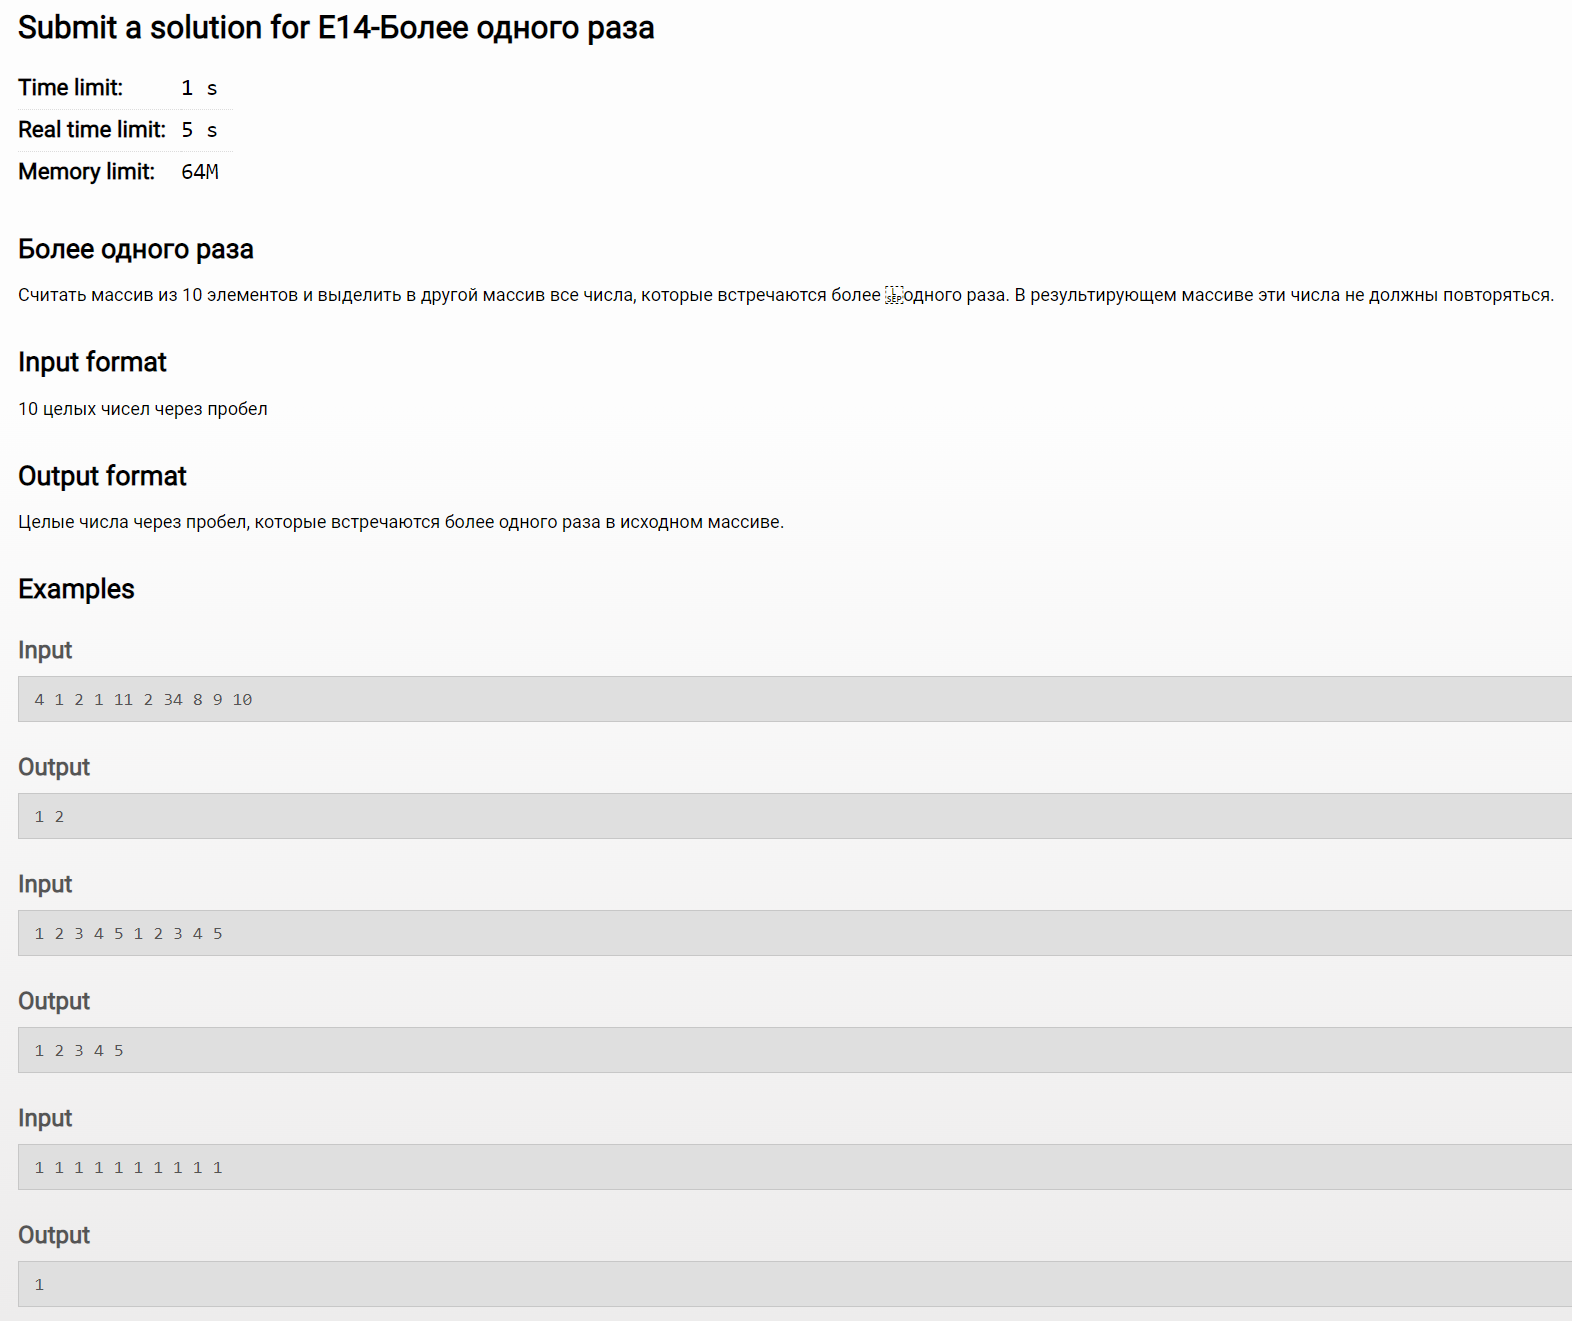 Submit a solution for E14-Более одного раза
Time limit: 1 s
Real time limit: 5 s
Memory limit: 64M
Более одного раза
Считать массив из 10 элементов и выделить в другой массив все числа, которые встречаются более одного раза. В результирующем массиве эти числа не должны повторяться.
Input format
10 целых чисел через пробел
Output format
Целые числа через пробел, которые встречаются более одного раза в исходном массиве.
Examples
Input
4 1 2 1 11 2 34 8 9 10
Output
1 2
Input
1 2 3 4 5 1 2 3 4 5
Output
1 2 3 4 5
Input
1 1 1 1 1 1 1 1 1 1
Output
1